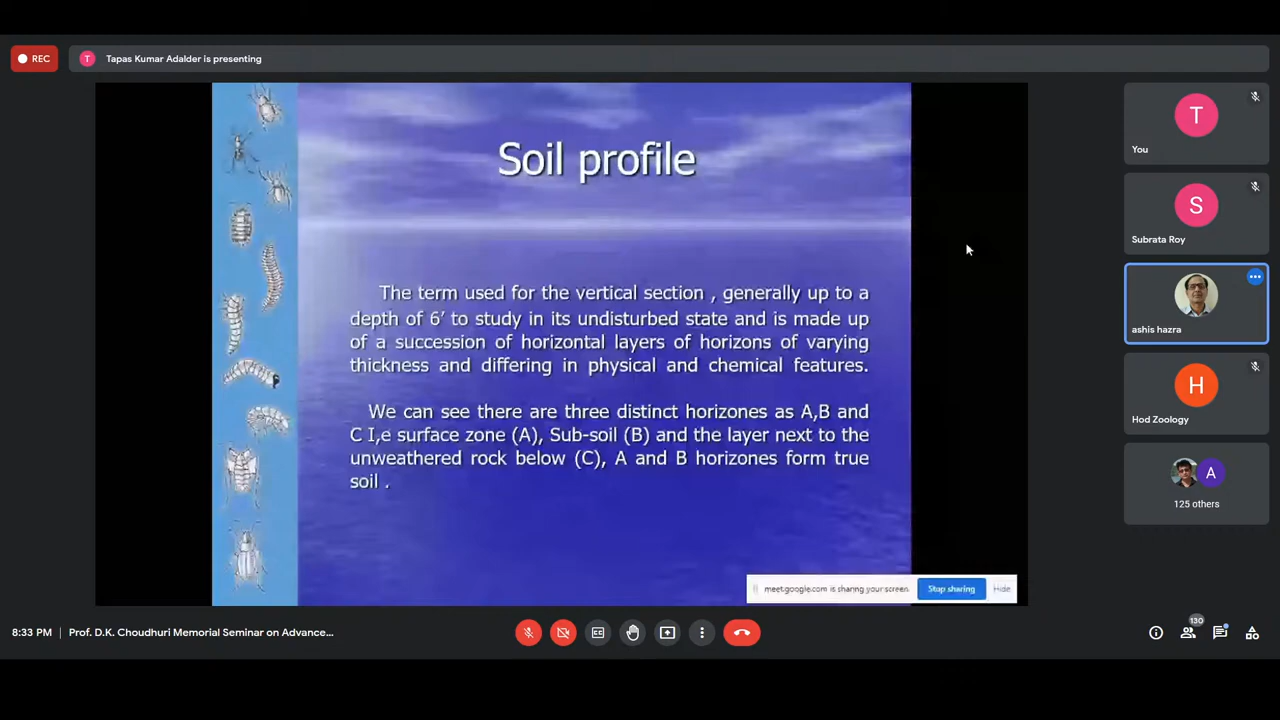 REC
T
Tapas Kumar Adalder is presenting
Soil profile
The term used for the vertical section , generally up to a
depth of 6’ to study in its undisturbed state and is made up
of a succession of horizontal layers of horizons of varying
thickness and differing in physical and chemical features.
We can see there are three distinct horizones as A,B and
C I,e surface zone (A), Sub-soil (B) and the layer next to the
unweathered rock below (C), A and B horizones form true
soil .
meet.google.com is sharing your screen.
Stop sharing
Hide
T
You
S
Subrata Roy
ashis hazra
H
Hod Zoology
A
125 others
8:33 PM | Prof. D.K. Choudhuri Memorial Seminar on Advance...
CC
130